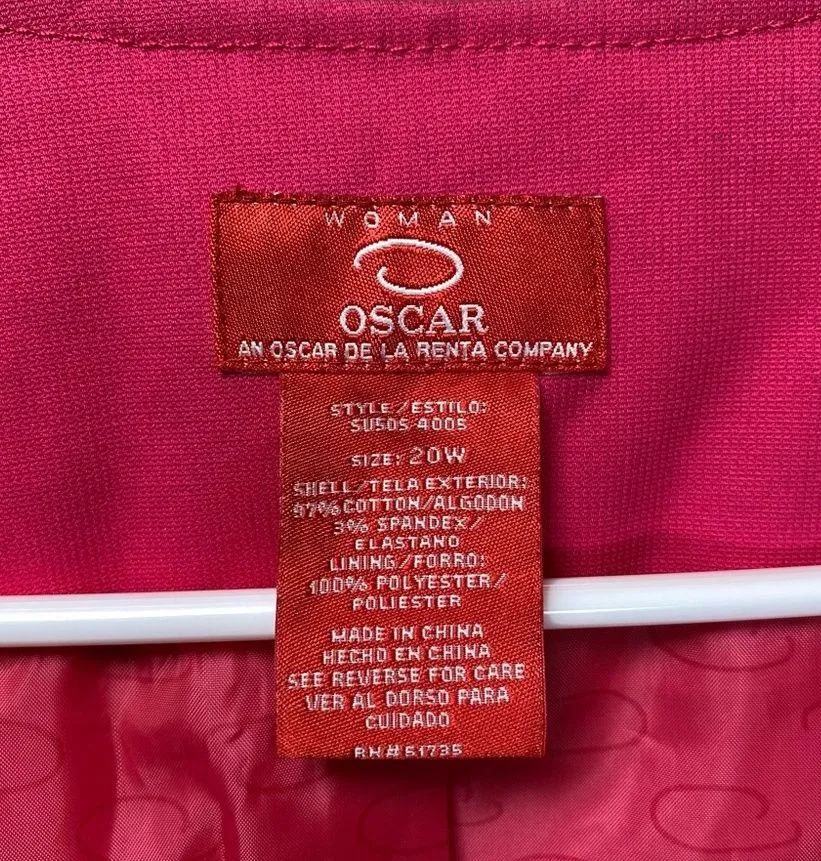 WOMAN
OSCAR
AN OSCAR DE LA RENTA COMPANY
STYLE/ESTILO:
SU50S 4005
SIZE: 20W
SHELL/TELA EXTERIOR:
97% COTTON/ALGODON
3% SPANDEX/
ELASTANO
LINING/FORRO:
100% POLYESTER/
POLIESTER
MADE IN CHINA
HECHO EN CHINA
SEE REVERSE FOR CARE
VER AL DORSO PARA
CUIDADO
RN# 51735